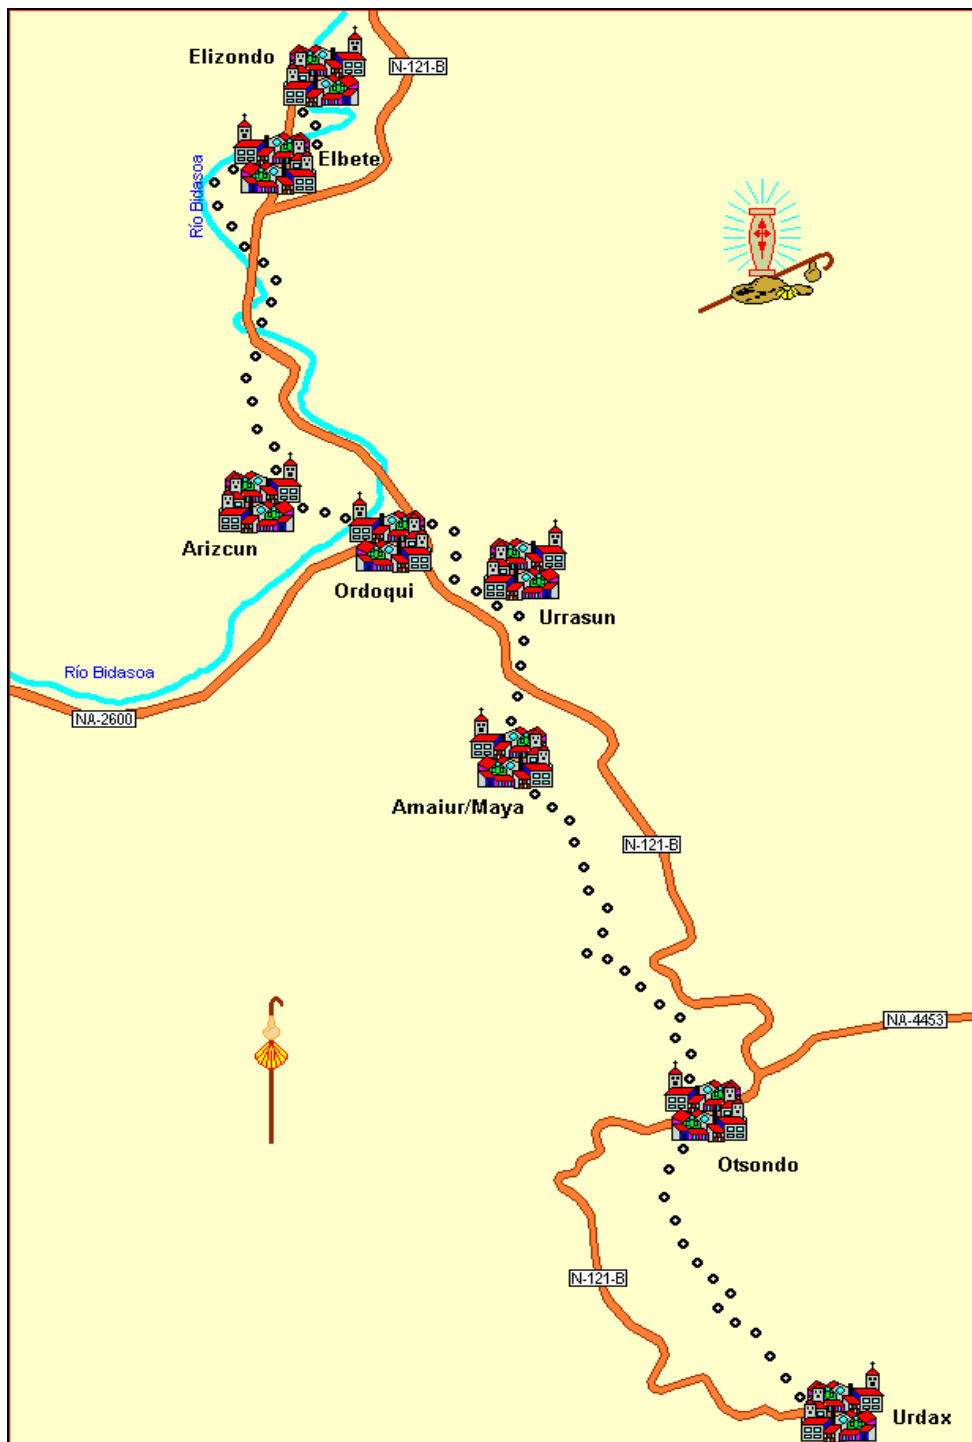 Elizondo
N-121-B
Elbete
Río Bidasoa
Arizcun
Ordoqui
Urrasun
Río Bidasoa
NA-2600
Amaiur/Maya
N-121-B
NA-4453
Otsondo
N-121-B
Urdax